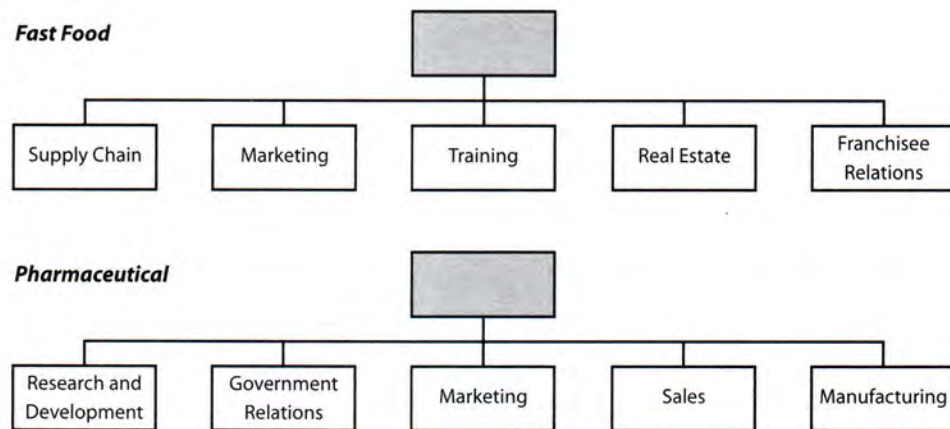 Fast Food
Supply Chain
Marketing
Training
Real Estate
Franchisee
Relations
Pharmaceutical
Research and
Development
Government
Relations
Marketing
Sales
Manufacturing